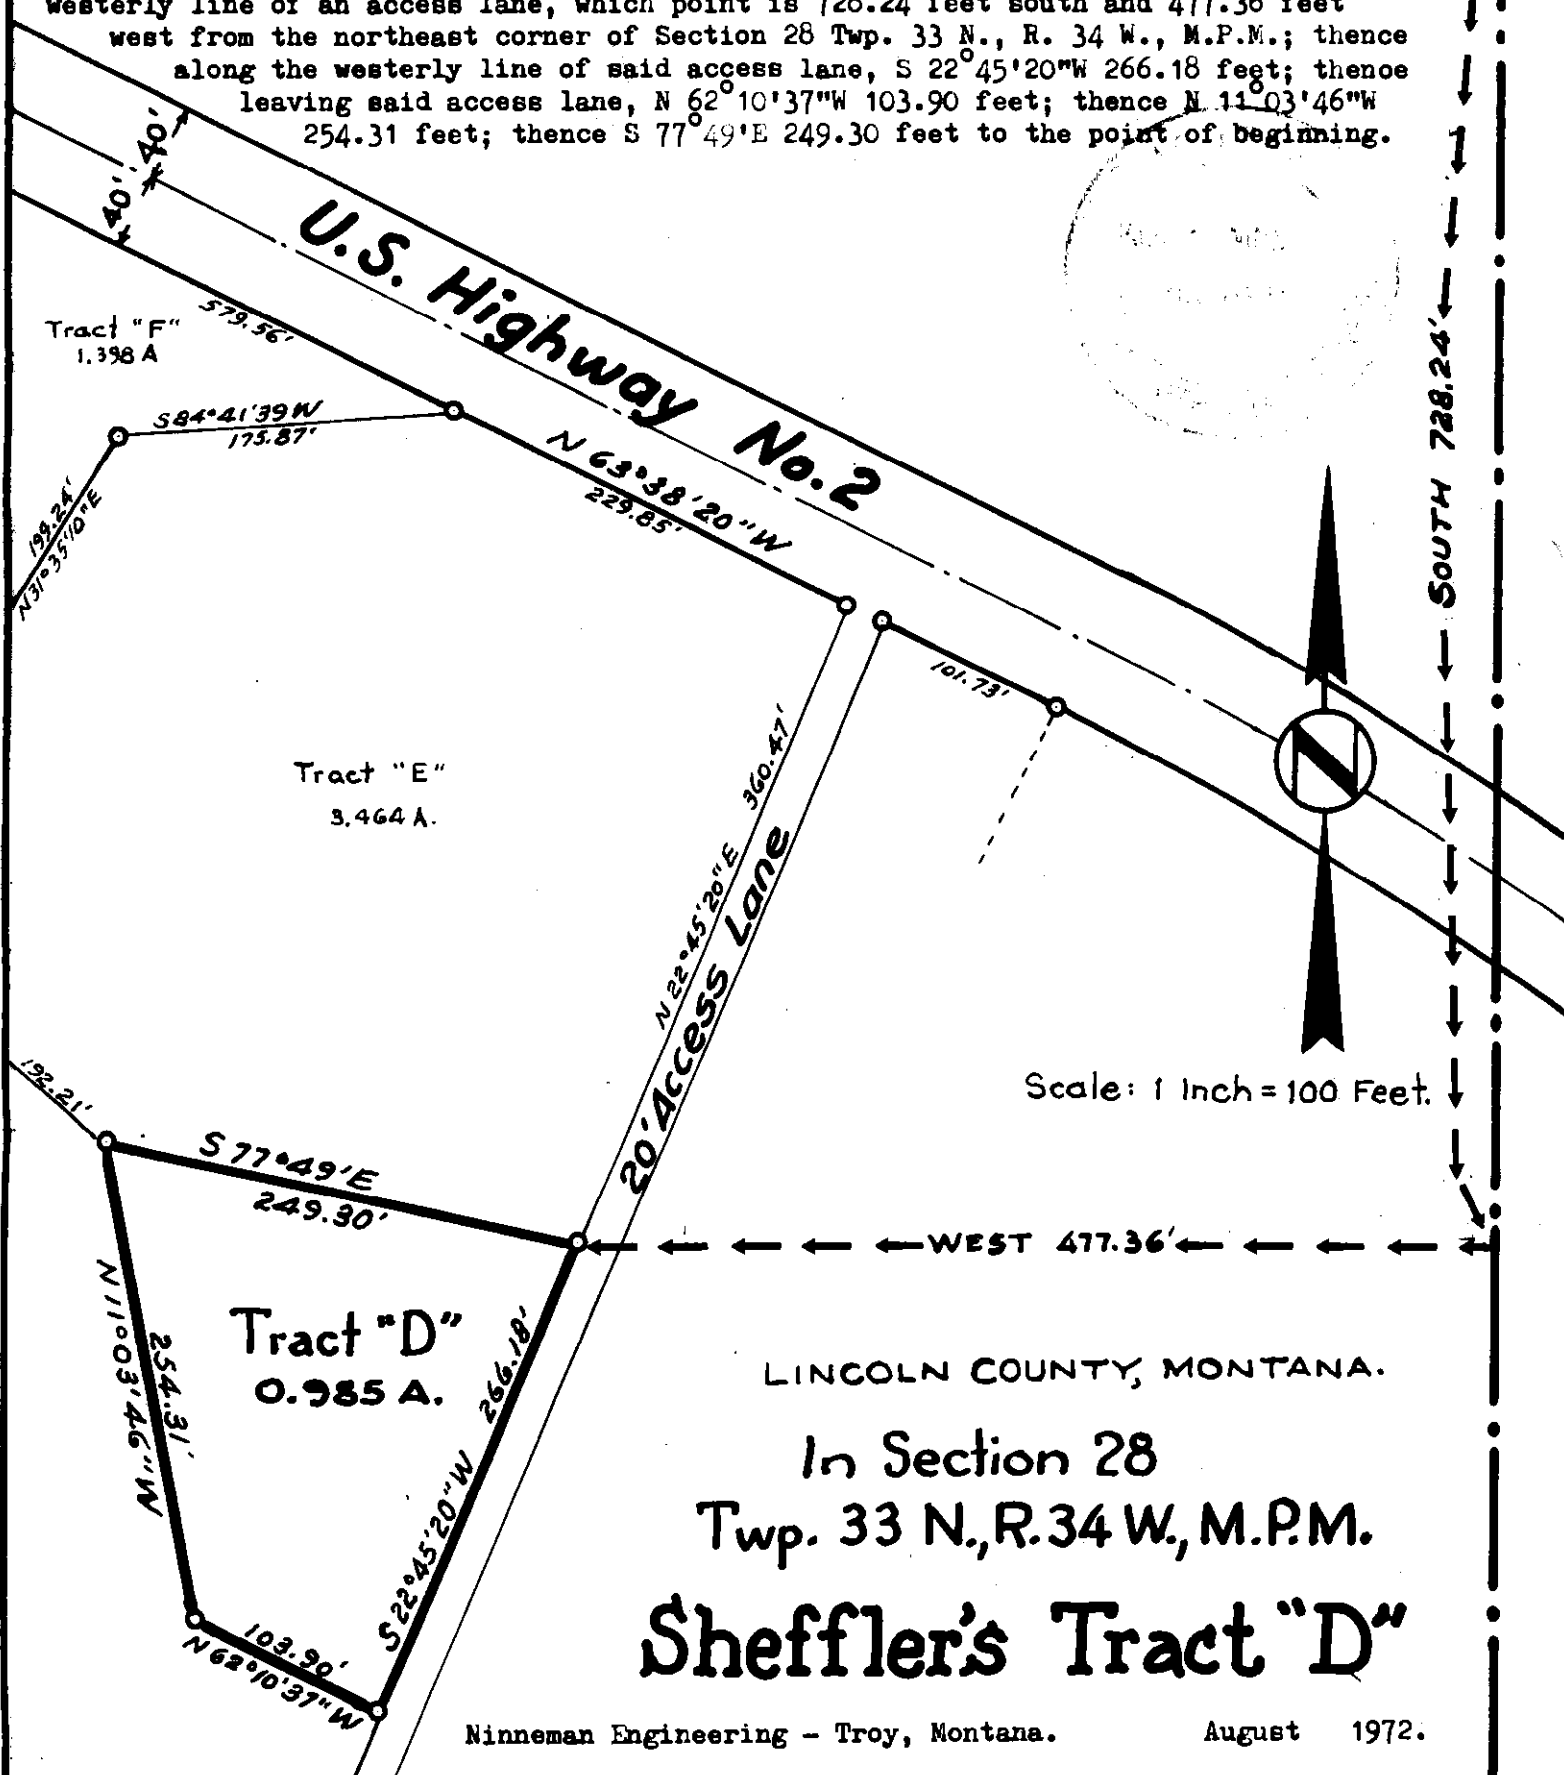 westerly line of an access lane, which point is 728.24 feet south and 477.36 feet
west from the northeast corner of Section 28 Twp. 33 N., R. 34 W., M.P.M.; thence
along the westerly line of said access lane, S 22°45'20"W 266.18 feet; thence
leaving said access lane, N 62°10'37"W 103.90 feet; thence N 11°03'46"W
254.31 feet; thence S 77°49'E 249.30 feet to the point of beginning.
40'
40'
U.S. Highway No.2
579.56'
Tract "F"
1.398 A
S84°41'39W
175.87'
N 63°38'20"W
229.85'
199.24'
N31°35'10"E
SOUTH 728.24'
101.73'
N
Tract "E"
3.464 A.
N 22°45'20"E 360.47'
20' Access Lane
Scale: 1 Inch = 100 Feet.
192.21'
S 77°49'E
249.30'
WEST 477.36'
N 11°03'46"W
254.31'
Tract "D"
0.985 A.
S 22°45'20"W 266.18'
103.90'
N 62°10'37"W
LINCOLN COUNTY, MONTANA.
In Section 28
Twp. 33 N., R. 34 W., M.P.M.
Sheffler's Tract "D"
Ninneman Engineering - Troy, Montana. August 1972.